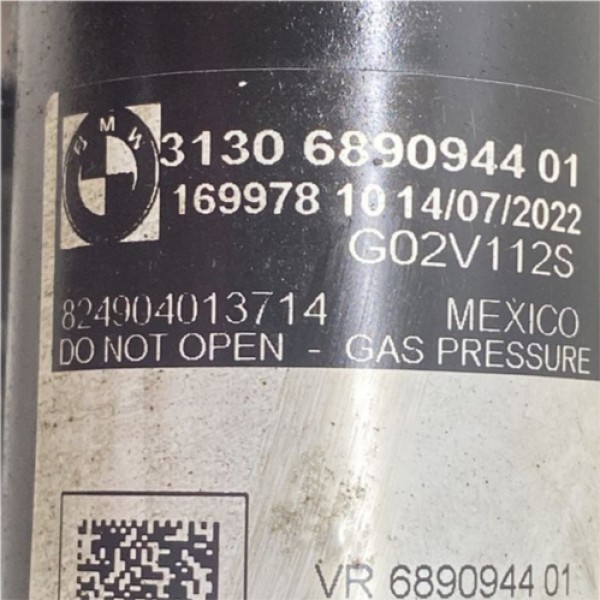 BMW
3130 6890944 01
169978 10 14/07/2022
G02V112S
824904013714 MEXICO
DO NOT OPEN - GAS PRESSURE
VR 6890944 01